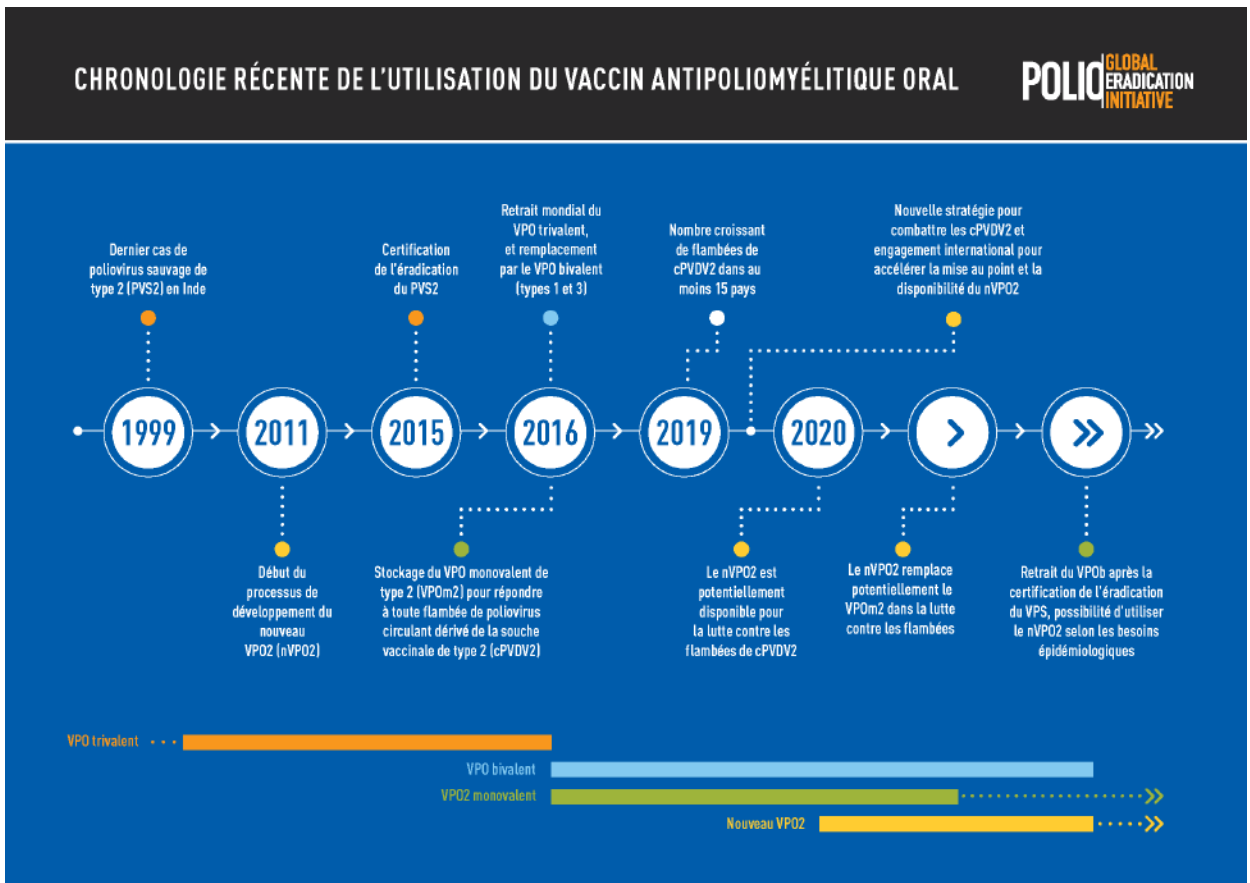 CHRONOLOGIE RÉCENTE DE L'UTILISATION DU VACCIN ANTIPOLIOMYÉLITIQUE ORAL
POLIO GLOBAL
ERADICATION
INITIATIVE
Dernier cas de
poliovirus sauvage de
type 2 (PVS2) en Inde
Certification
de l'éradication
du PVS2
Retrait mondial du
VPO trivalent,
et remplacement
par le VPO bivalent
(types 1 et 3)
Nombre croissant
de flambées de
cPVDV2 dans au
moins 15 pays
Nouvelle stratégie pour
combattre les cPVDV2 et
engagement international pour
accélérer la mise au point et la
disponibilité du nVPO2
1999
2011
2015
2016
2019
2020
Début du
processus de
développement du
nouveau
VPO2 (nVPO2)
Stockage du VPO monovalent de
type 2 (VPOm2) pour répondre
à toute flambée de poliovirus
circulant dérivé de la souche
vaccinale de type 2 (cPVDV2)
Le nVPO2 est
potentiellement
disponible pour
la lutte contre les
flambées de cPVDV2
Le nVPO2 remplace
potentiellement le
VPOm2 dans la lutte
contre les flambées
Retrait du VPOb après la
certification de l'éradication
du VPS, possibilité d'utiliser
le nVPO2 selon les besoins
épidémiologiques
VPO trivalent
VPO bivalent
VPO2 monovalent
Nouveau VPO2